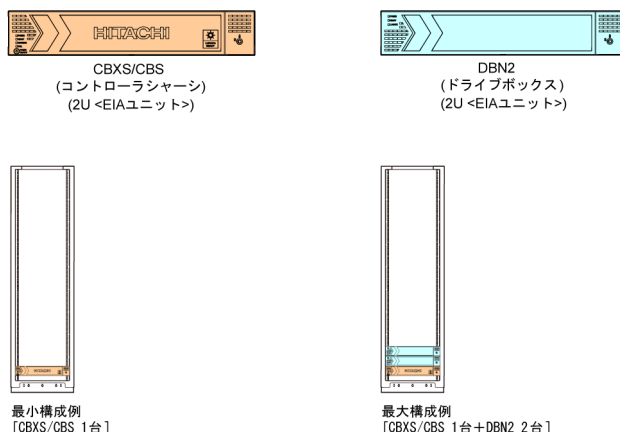 HITACHI
CBXS/CBS
(コントローラシャーシ)
(2U <EIAユニット>)
DBN2
(ドライブボックス)
(2U <EIAユニット>)
HITACHI
HITACHI
最小構成例
[CBXS/CBS 1台]
最大構成例
[CBXS/CBS 1台+DBN2 2台]